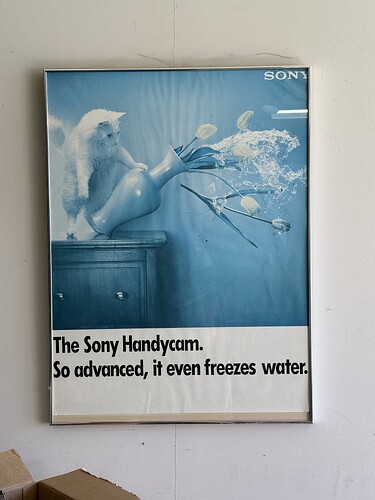 SONY
The Sony Handycam.
So advanced, it even freezes water.